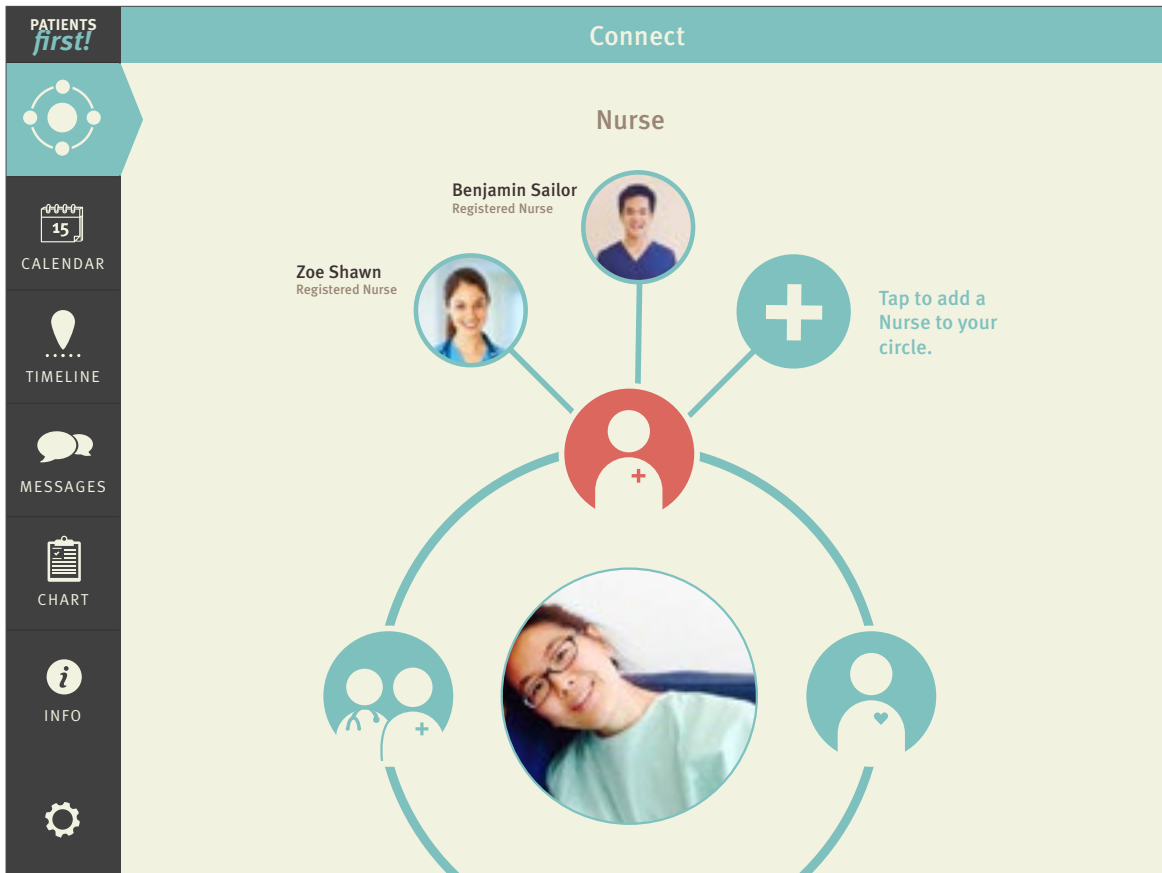 PATIENTS
first!
Connect
Nurse
Benjamin Sailor
Registered Nurse
Zoe Shawn
Registered Nurse
Tap to add a
Nurse to your
circle.
15
CALENDAR
TIMELINE
MESSAGES
CHART
i
INFO